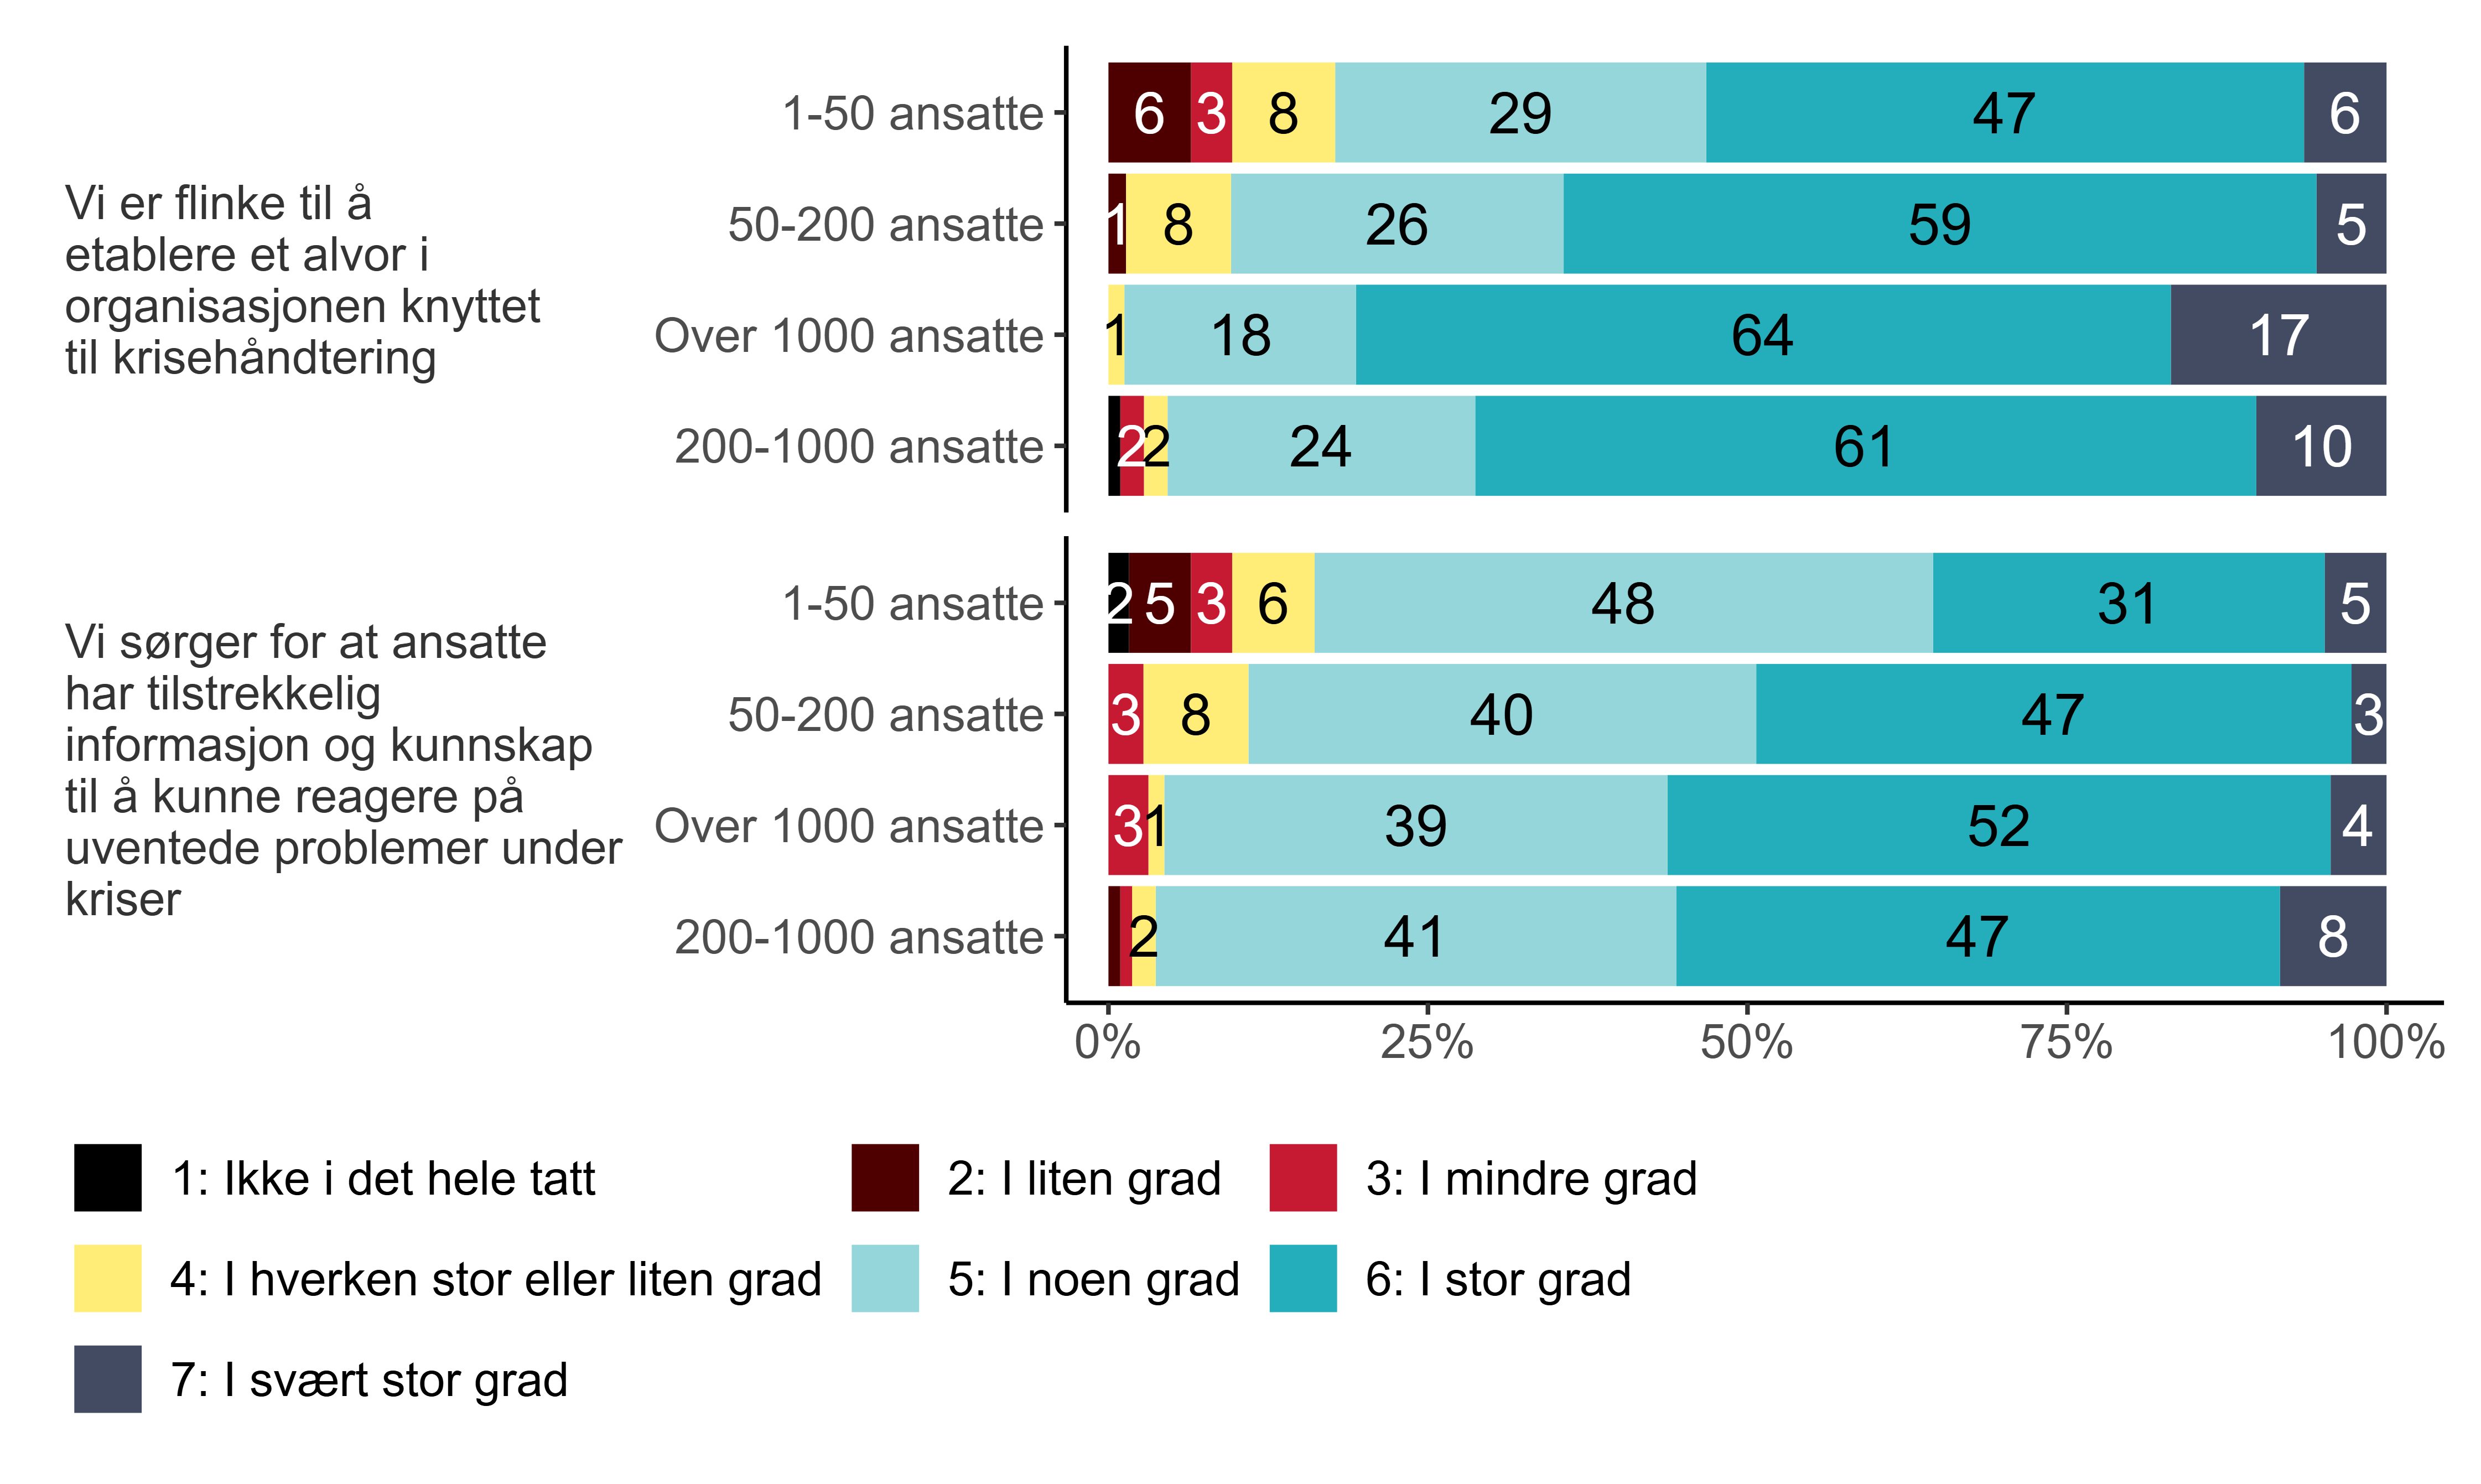 1-50 ansatte 6 3 8 29 47 6
50-200 ansatte 1 8 26 59 5
Over 1000 ansatte 1 18 64 17
200-1000 ansatte 2 2 24 61 10
Vi er flinke til å
etablere et alvor i
organisasjonen knyttet
til krisehåndtering
1-50 ansatte 2 5 3 6 48 31 5
50-200 ansatte 3 8 40 47 3
Over 1000 ansatte 3 1 39 52 4
200-1000 ansatte 2 41 47 8
Vi sørger for at ansatte
har tilstrekkelig
informasjon og kunnskap
til å kunne reagere på
uventede problemer under
kriser
0% 25% 50% 75% 100%
1: Ikke i det hele tatt 2: I liten grad 3: I mindre grad
4: I hverken stor eller liten grad 5: I noen grad 6: I stor grad
7: I svært stor grad